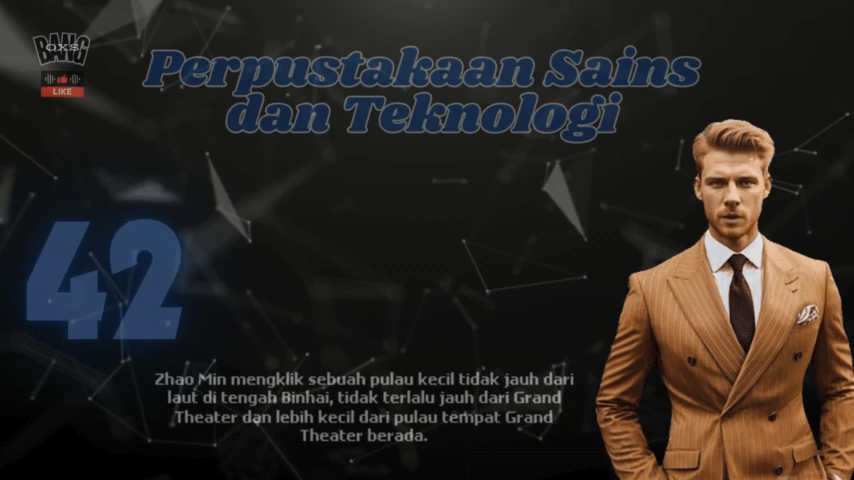 BANG
OXS
LIKE
Perpustakaan Sains
dan Teknologi
42
Zhao Min mengklik sebuah pulau kecil tidak jauh dari
laut di tengah Binhai, tidak terlalu jauh dari Grand
Theater dan lebih kecil dari pulau tempat Grand
Theater berada.